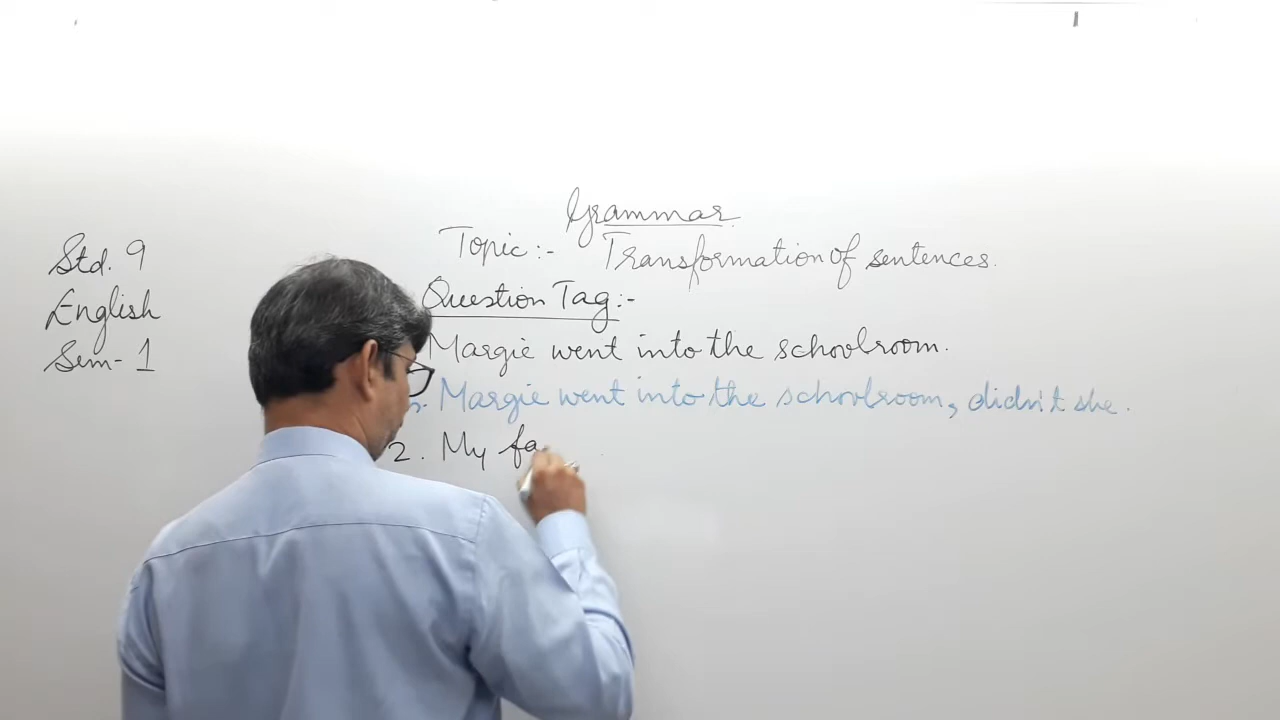 Grammar
Topic:- Transformation of sentences.
Std. 9
English
Sem- 1
Question Tag:-
Margie went into the schoolroom.
Margie went into the schoolroom, didn't she.
2. My fa